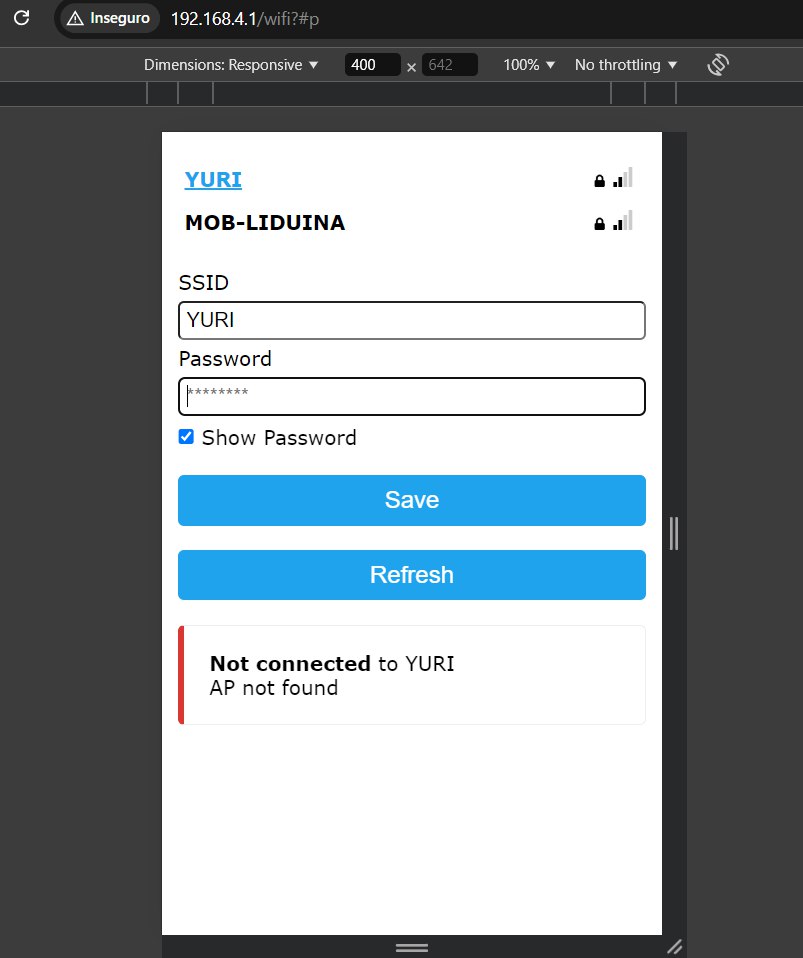 Inseguro 192.168.4.1/wifi?#p
Dimensions: Responsive ▼ 400 × 642 100% ▼ No throttling ▼
YURI
MOB-LIDUINA
SSID
YURI
Password
********
Show Password
Save
Refresh
Not connected to YURI
AP not found